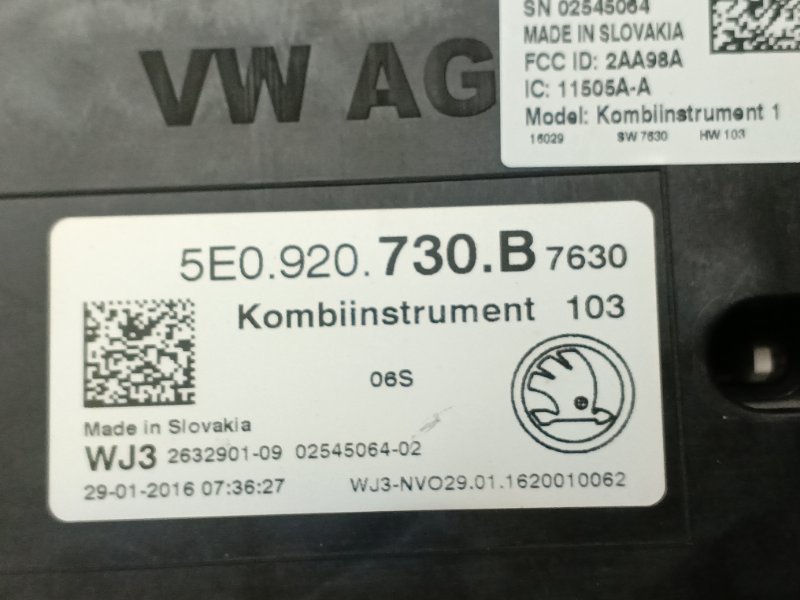 VW AG
SN 02545064
MADE IN SLOVAKIA
FCC ID: 2AA98A
IC: 11505A-A
Model: Kombiinstrument 1
16029 SW 7630 HW 103
5E0.920.730.B 7630
Kombiinstrument 103
06S
Made in Slovakia
WJ3 2632901-09 02545064-02
29-01-2016 07:36:27 WJ3-NVO29.01.1620010062